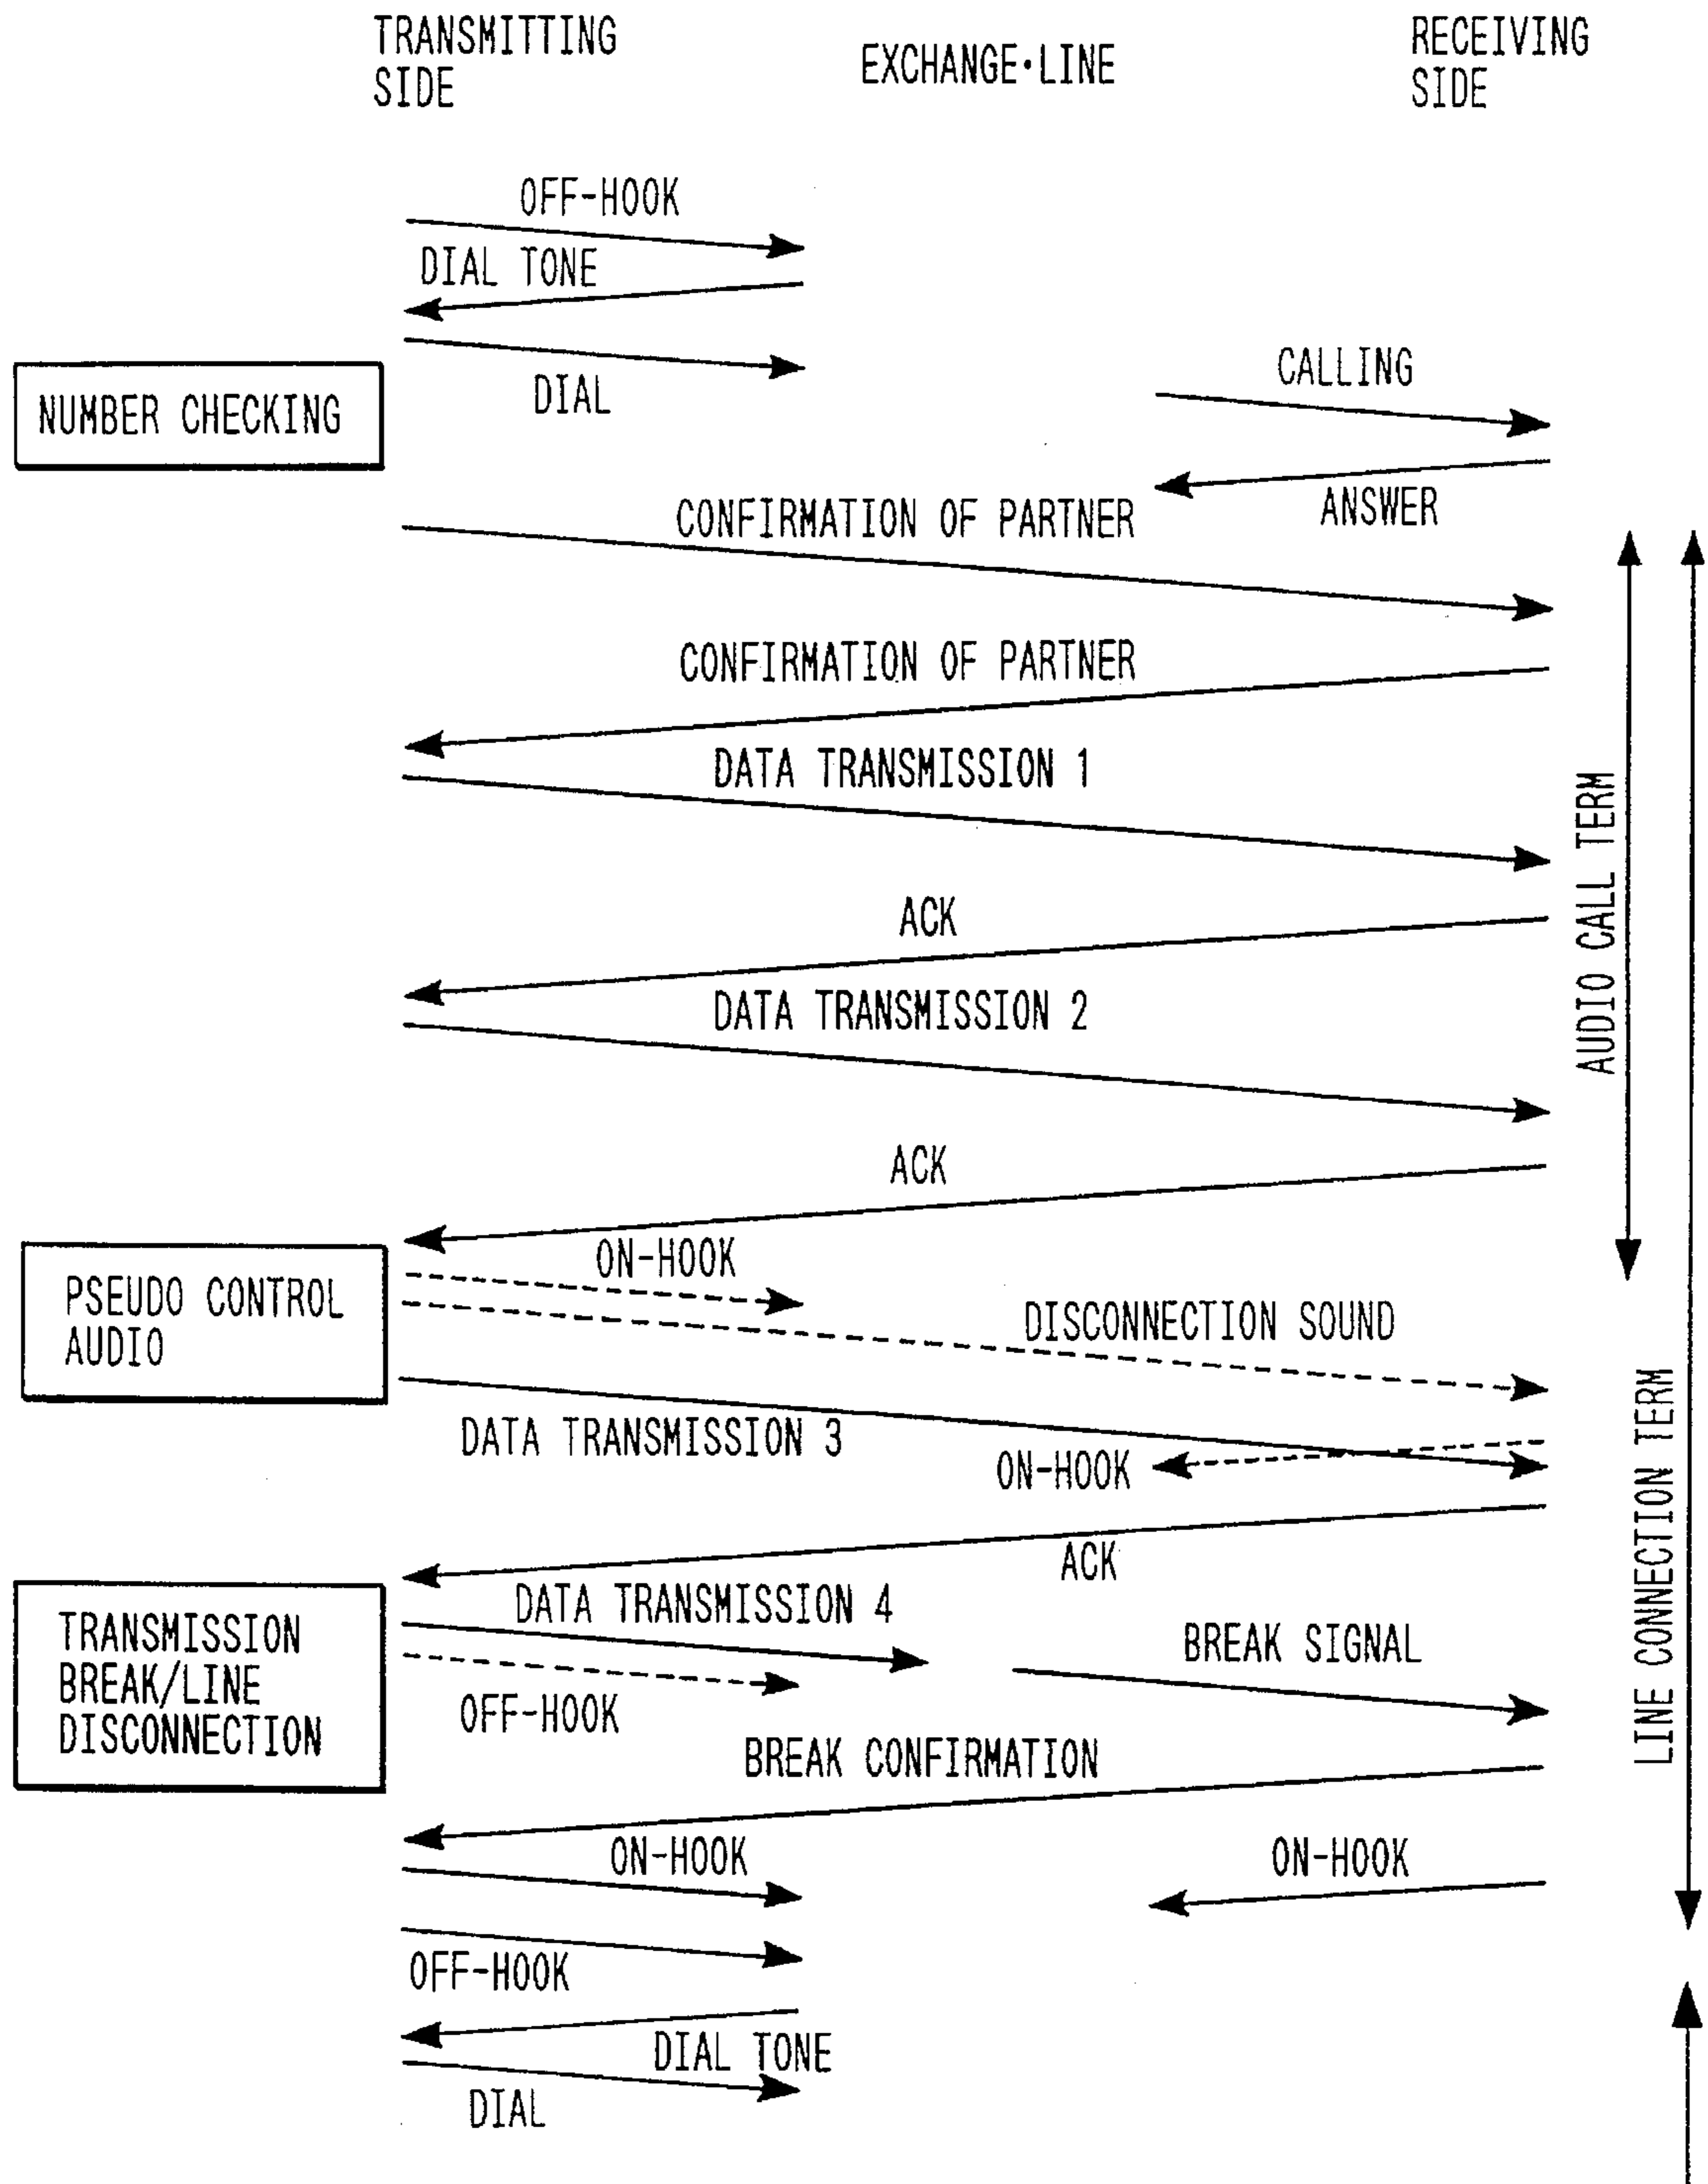 TRANSMITTING
SIDE
EXCHANGE·LINE
RECEIVING
SIDE
OFF-HOOK
DIAL TONE
DIAL
NUMBER CHECKING
CALLING
ANSWER
CONFIRMATION OF PARTNER
CONFIRMATION OF PARTNER
DATA TRANSMISSION 1
ACK
DATA TRANSMISSION 2
AUDIO CALL TERM
ACK
ON-HOOK
PSEUDO CONTROL
AUDIO
DISCONNECTION SOUND
DATA TRANSMISSION 3
ON-HOOK
ACK
LINE CONNECTION TERM
DATA TRANSMISSION 4
TRANSMISSION
BREAK/LINE
DISCONNECTION
BREAK SIGNAL
OFF-HOOK
BREAK CONFIRMATION
ON-HOOK
ON-HOOK
OFF-HOOK
DIAL TONE
DIAL